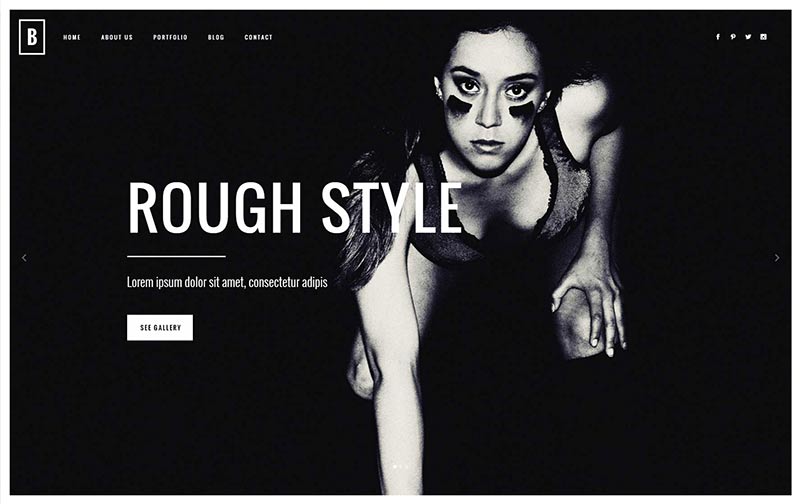 B
HOME ABOUT US PORTFOLIO BLOG CONTACT
ROUGH STYLE
Lorem ipsum dolor sit amet, consectetur adipis
SEE GALLERY